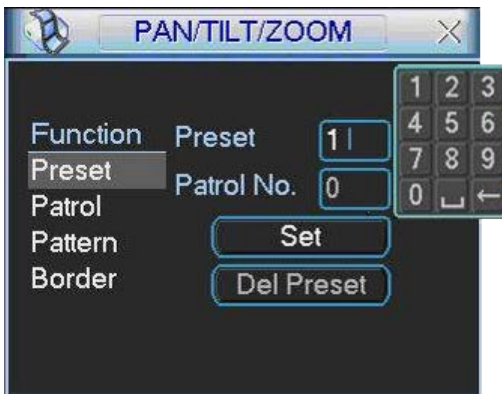 PAN/TILT/ZOOM
1 2 3
4 5 6
7 8 9
0
Function
Preset
Patrol
Pattern
Border
Preset 1
Patrol No. 0
Set
Del Preset